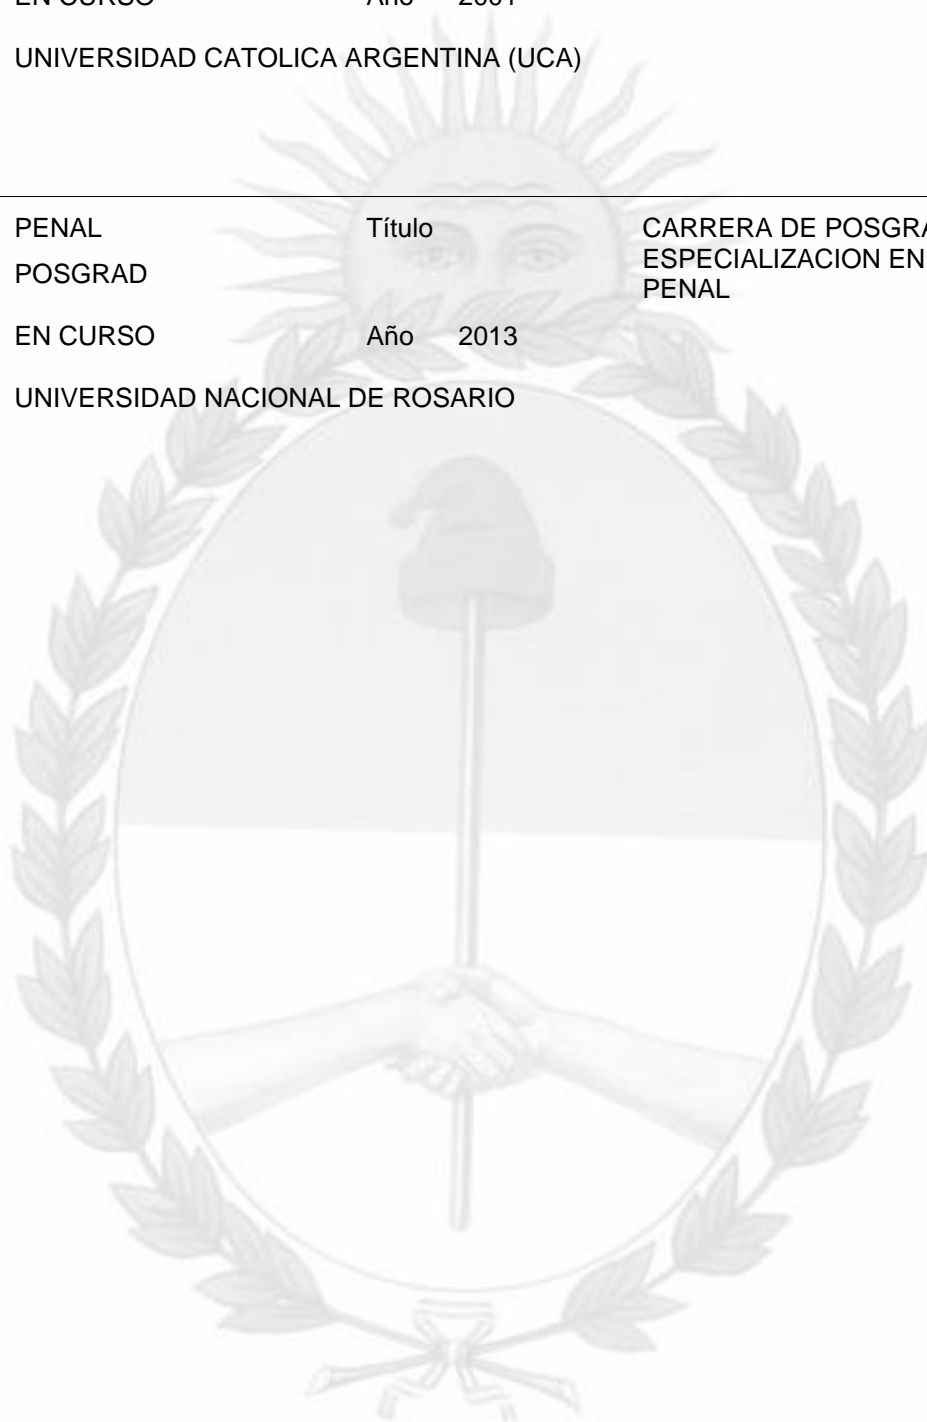 UNIVERSIDAD CATOLICA ARGENTINA (UCA)
PENAL Título CARRERA DE POSGRA
POSGRAD ESPECIALIZACION EN
PENAL
EN CURSO Año 2013
UNIVERSIDAD NACIONAL DE ROSARIO